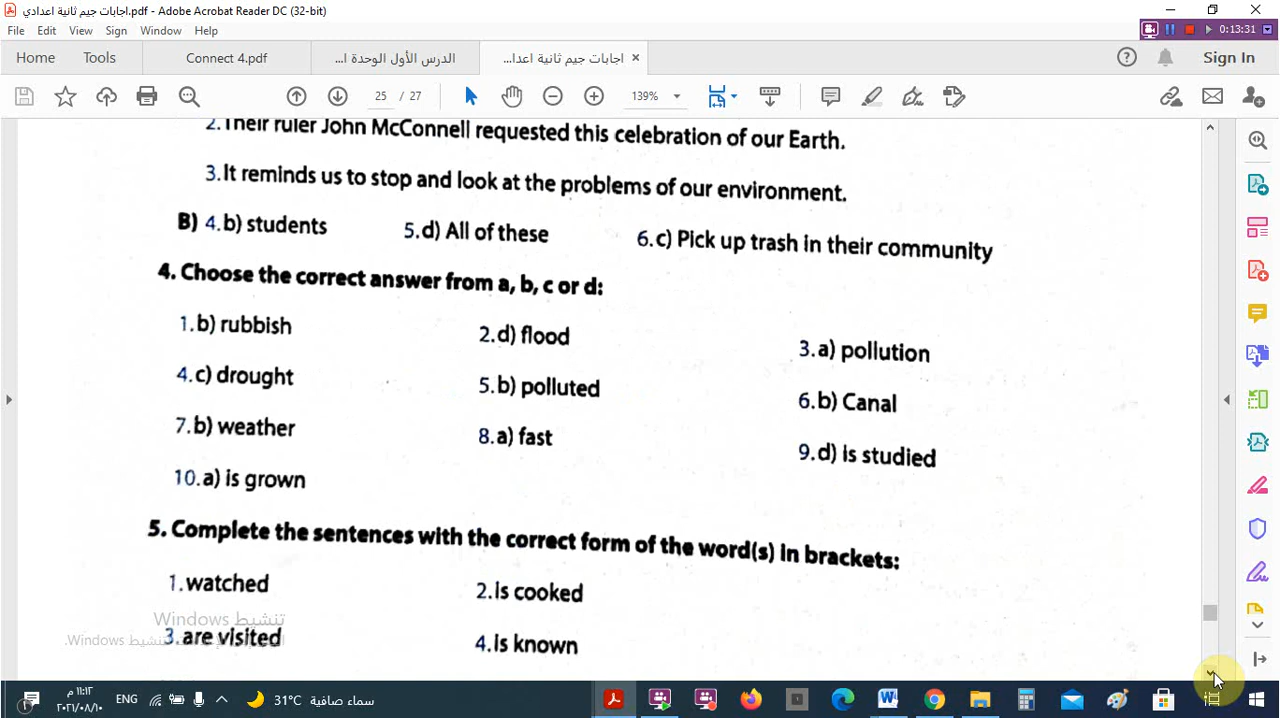 اجابات جيم ثانية اعدادي.pdf - Adobe Acrobat Reader DC (32-bit)
File Edit View Sign Window Help
0:13:31
Home Tools Connect 4.pdf الدرس الأول الوحدة ا... اجابات جيم ثانية اعدا... Sign In
25 / 27 139%
2.Their ruler John McConnell requested this celebration of our Earth.
3.It reminds us to stop and look at the problems of our environment.
B) 4.b) students 5.d) All of these 6.c) Pick up trash in their community
4. Choose the correct answer from a, b, c or d:
1.b) rubbish 2.d) flood 3.a) pollution
4.c) drought 5.b) polluted 6.b) Canal
7.b) weather 8.a) fast 9.d) is studied
10.a) is grown
5. Complete the sentences with the correct form of the word(s) in brackets:
1.watched 2.is cooked
تنشيط Windows
3.are visited 4.is known
تنشيط Windows.
ENG 31°C سماء صافية
١١:١٢ م
٢٠٢١/٠٨/١٠